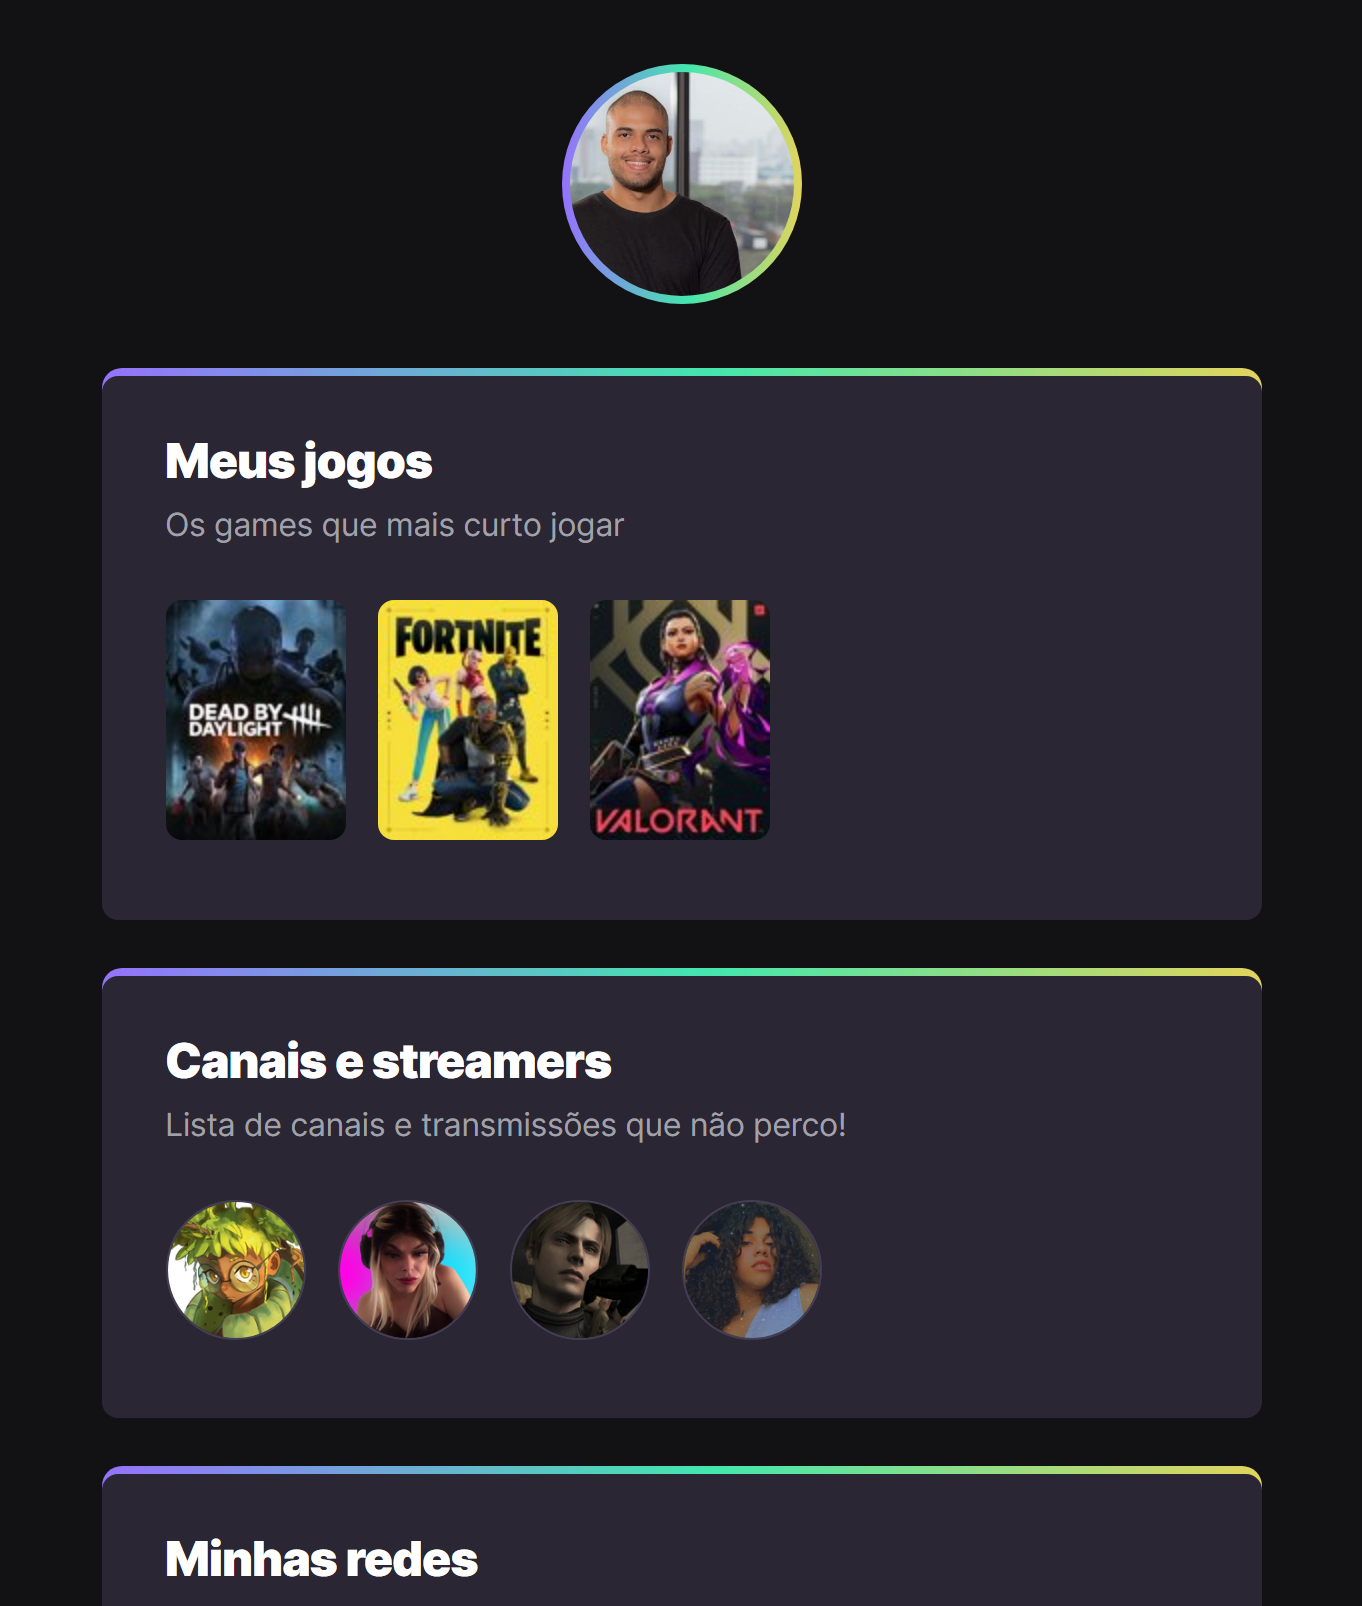 Meus jogos
Os games que mais curto jogar
DEAD BY
DAYLIGHT
FORTNITE
VALORANT
Canais e streamers
Lista de canais e transmissões que não perco!
Minhas redes